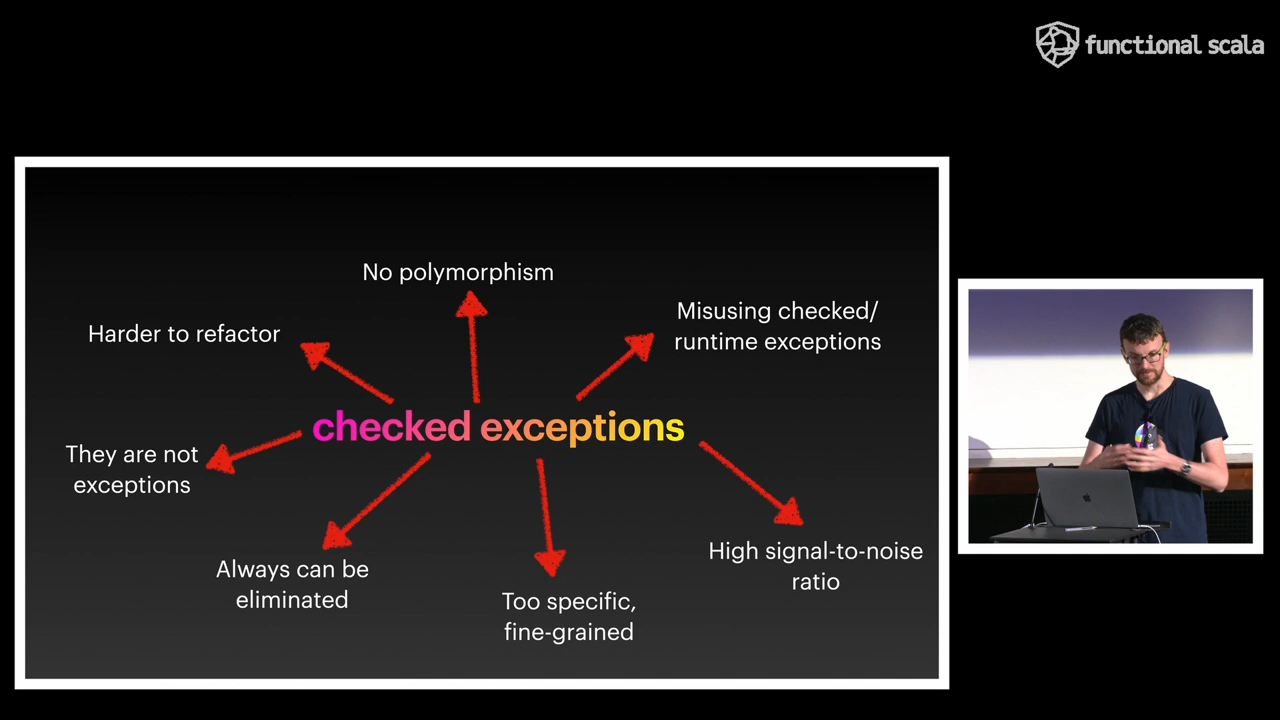 functional scala
No polymorphism
Misusing checked/
runtime exceptions
Harder to refactor
checked exceptions
They are not
exceptions
Always can be
eliminated
Too specific,
fine-grained
High signal-to-noise
ratio